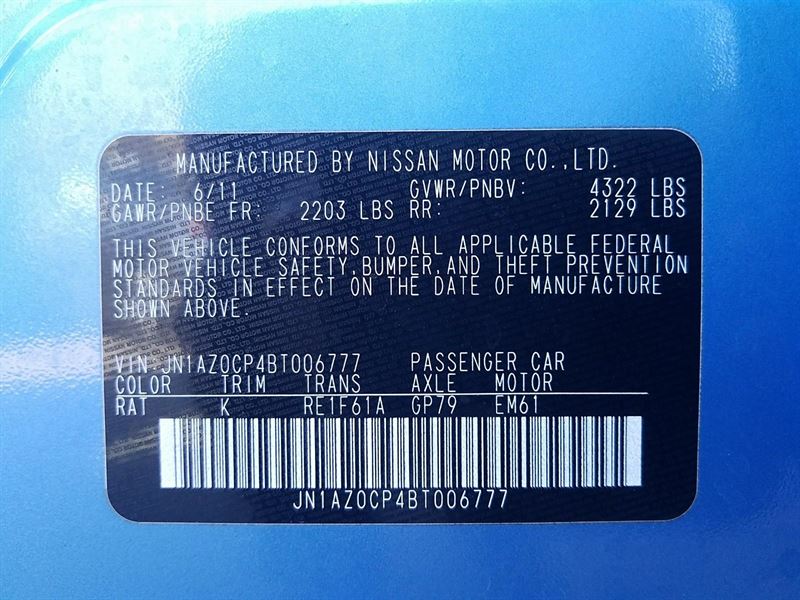 MANUFACTURED BY NISSAN MOTOR CO.,LTD.
DATE: 6/11 GVWR/PNBV: 4322 LBS
GAWR/PNBE FR: 2203 LBS RR: 2129 LBS
THIS VEHICLE CONFORMS TO ALL APPLICABLE FEDERAL
MOTOR VEHICLE SAFETY,BUMPER,AND THEFT PREVENTION
STANDARDS IN EFFECT ON THE DATE OF MANUFACTURE
SHOWN ABOVE.
VIN:JN1AZ0CP4BT006777 PASSENGER CAR
COLOR TRIM TRANS AXLE MOTOR
RAT K RE1F61A GP79 EM61
JN1AZ0CP4BT006777